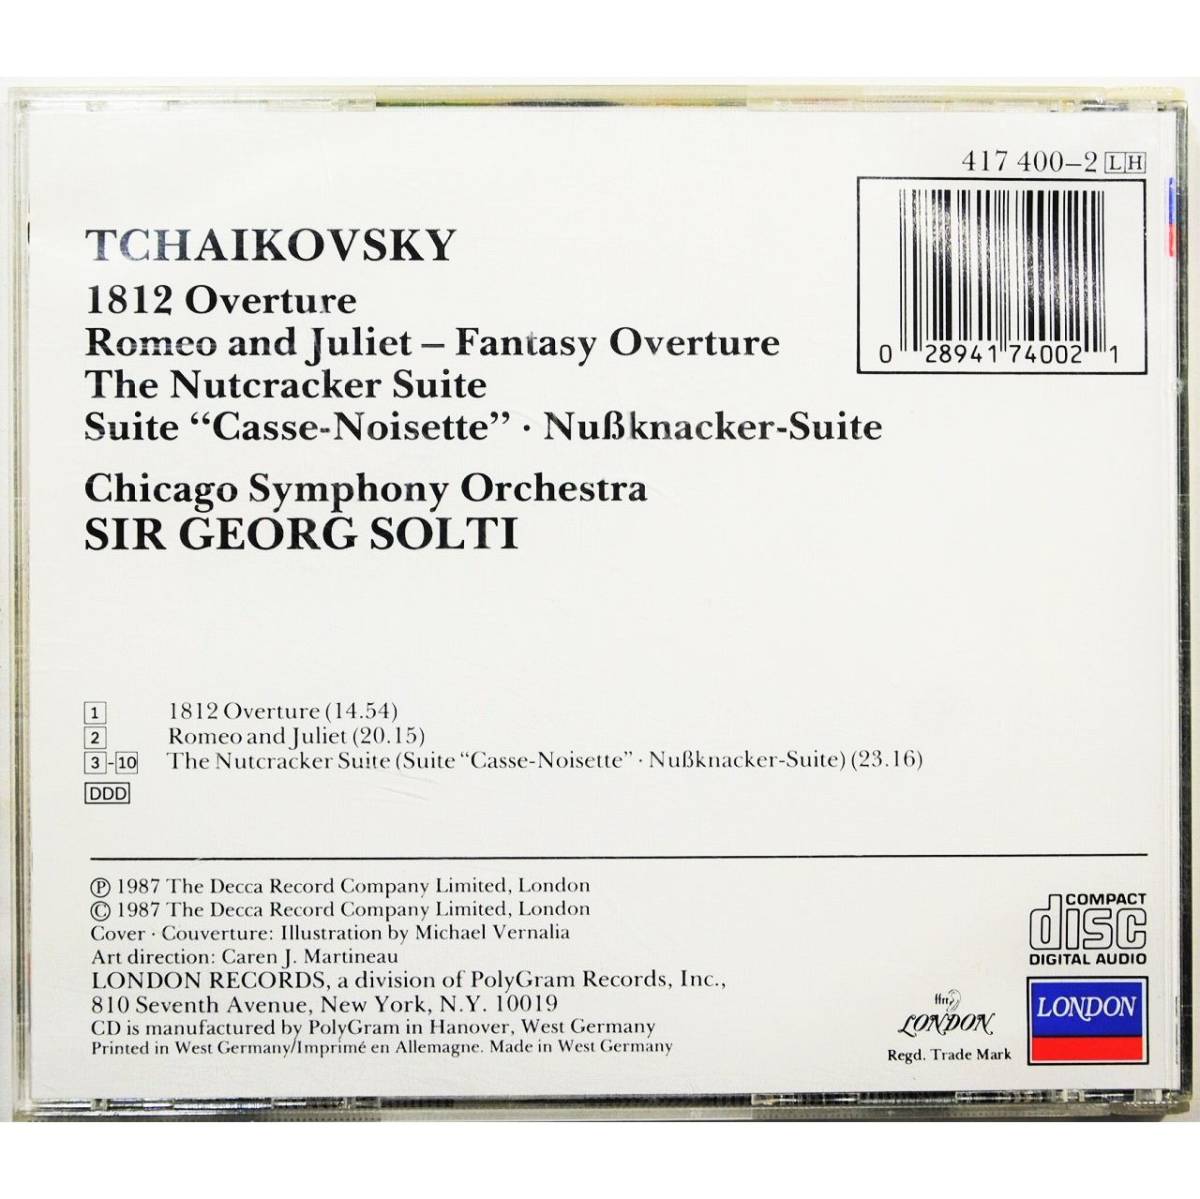 417 400–2 LH
0 28941 74002 1
TCHAIKOVSKY
1812 Overture
Romeo and Juliet – Fantasy Overture
The Nutcracker Suite
Suite “Casse-Noisette” · Nußknacker-Suite
Chicago Symphony Orchestra
SIR GEORG SOLTI
1 1812 Overture (14.54)
2 Romeo and Juliet (20.15)
3-10 The Nutcracker Suite (Suite “Casse-Noisette” · Nußknacker-Suite) (23.16)
DDD
Ⓟ 1987 The Decca Record Company Limited, London
© 1987 The Decca Record Company Limited, London
Cover · Couverture: Illustration by Michael Vernalia
Art direction: Caren J. Martineau
LONDON RECORDS, a division of PolyGram Records, Inc.,
810 Seventh Avenue, New York, N.Y. 10019
CD is manufactured by PolyGram in Hanover, West Germany
Printed in West Germany/Imprimé en Allemagne. Made in West Germany
COMPACT
disc
DIGITAL AUDIO
ffrr
LONDON
Regd. Trade Mark
LONDON